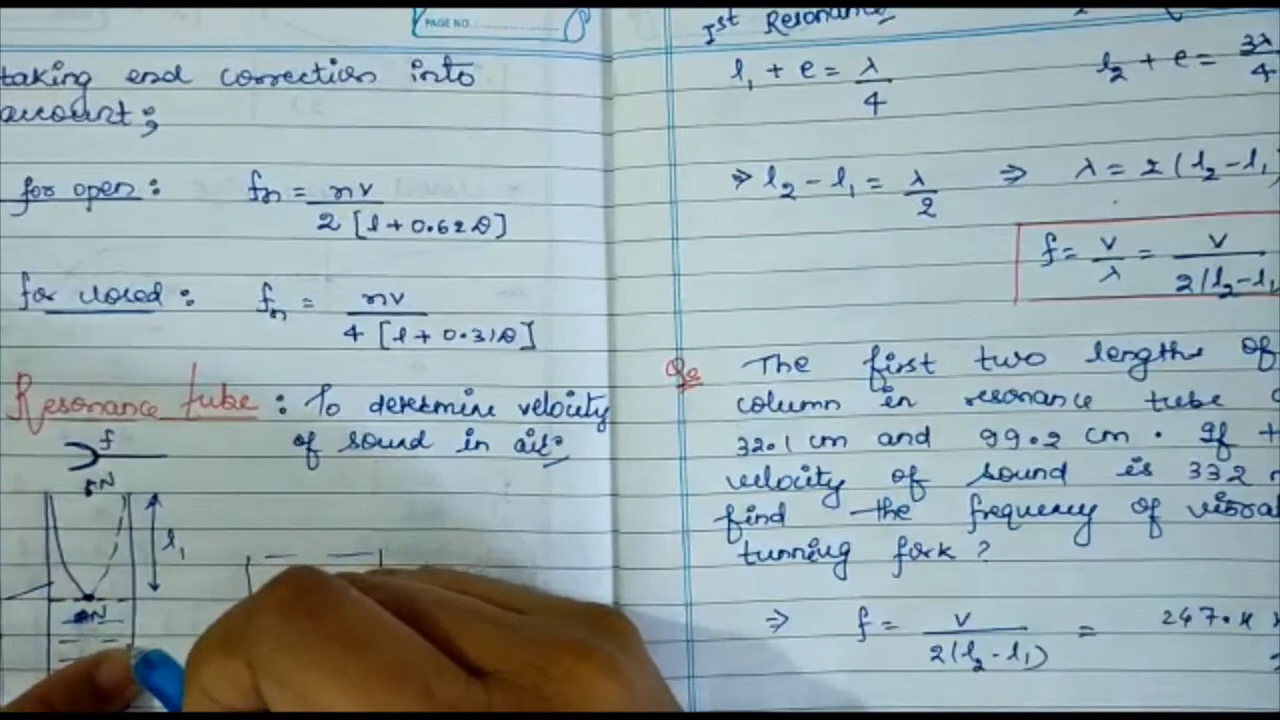 PAGE NO.
taking end correction into
account;
for open: fn = nv / 2 [l + 0.62D]
for closed: fn = nv / 4 [l + 0.31D]
Resonance tube: To determine velocity
of sound in air:
f
l1
Ist Resonance
l1 + e = λ/4
l2 + e = 3λ/4
⇒ l2 - l1 = λ/2 ⇒ λ = 2 (l2 - l1
f = v/λ = v / 2(l2 - l1
Q. The first two lengths of
column in resonance tube
32.1 cm and 99.2 cm. If
velocity of sound is 332
find the frequency of
tunning fork?
⇒ f = v / 2(l2 - l1) = 247.4